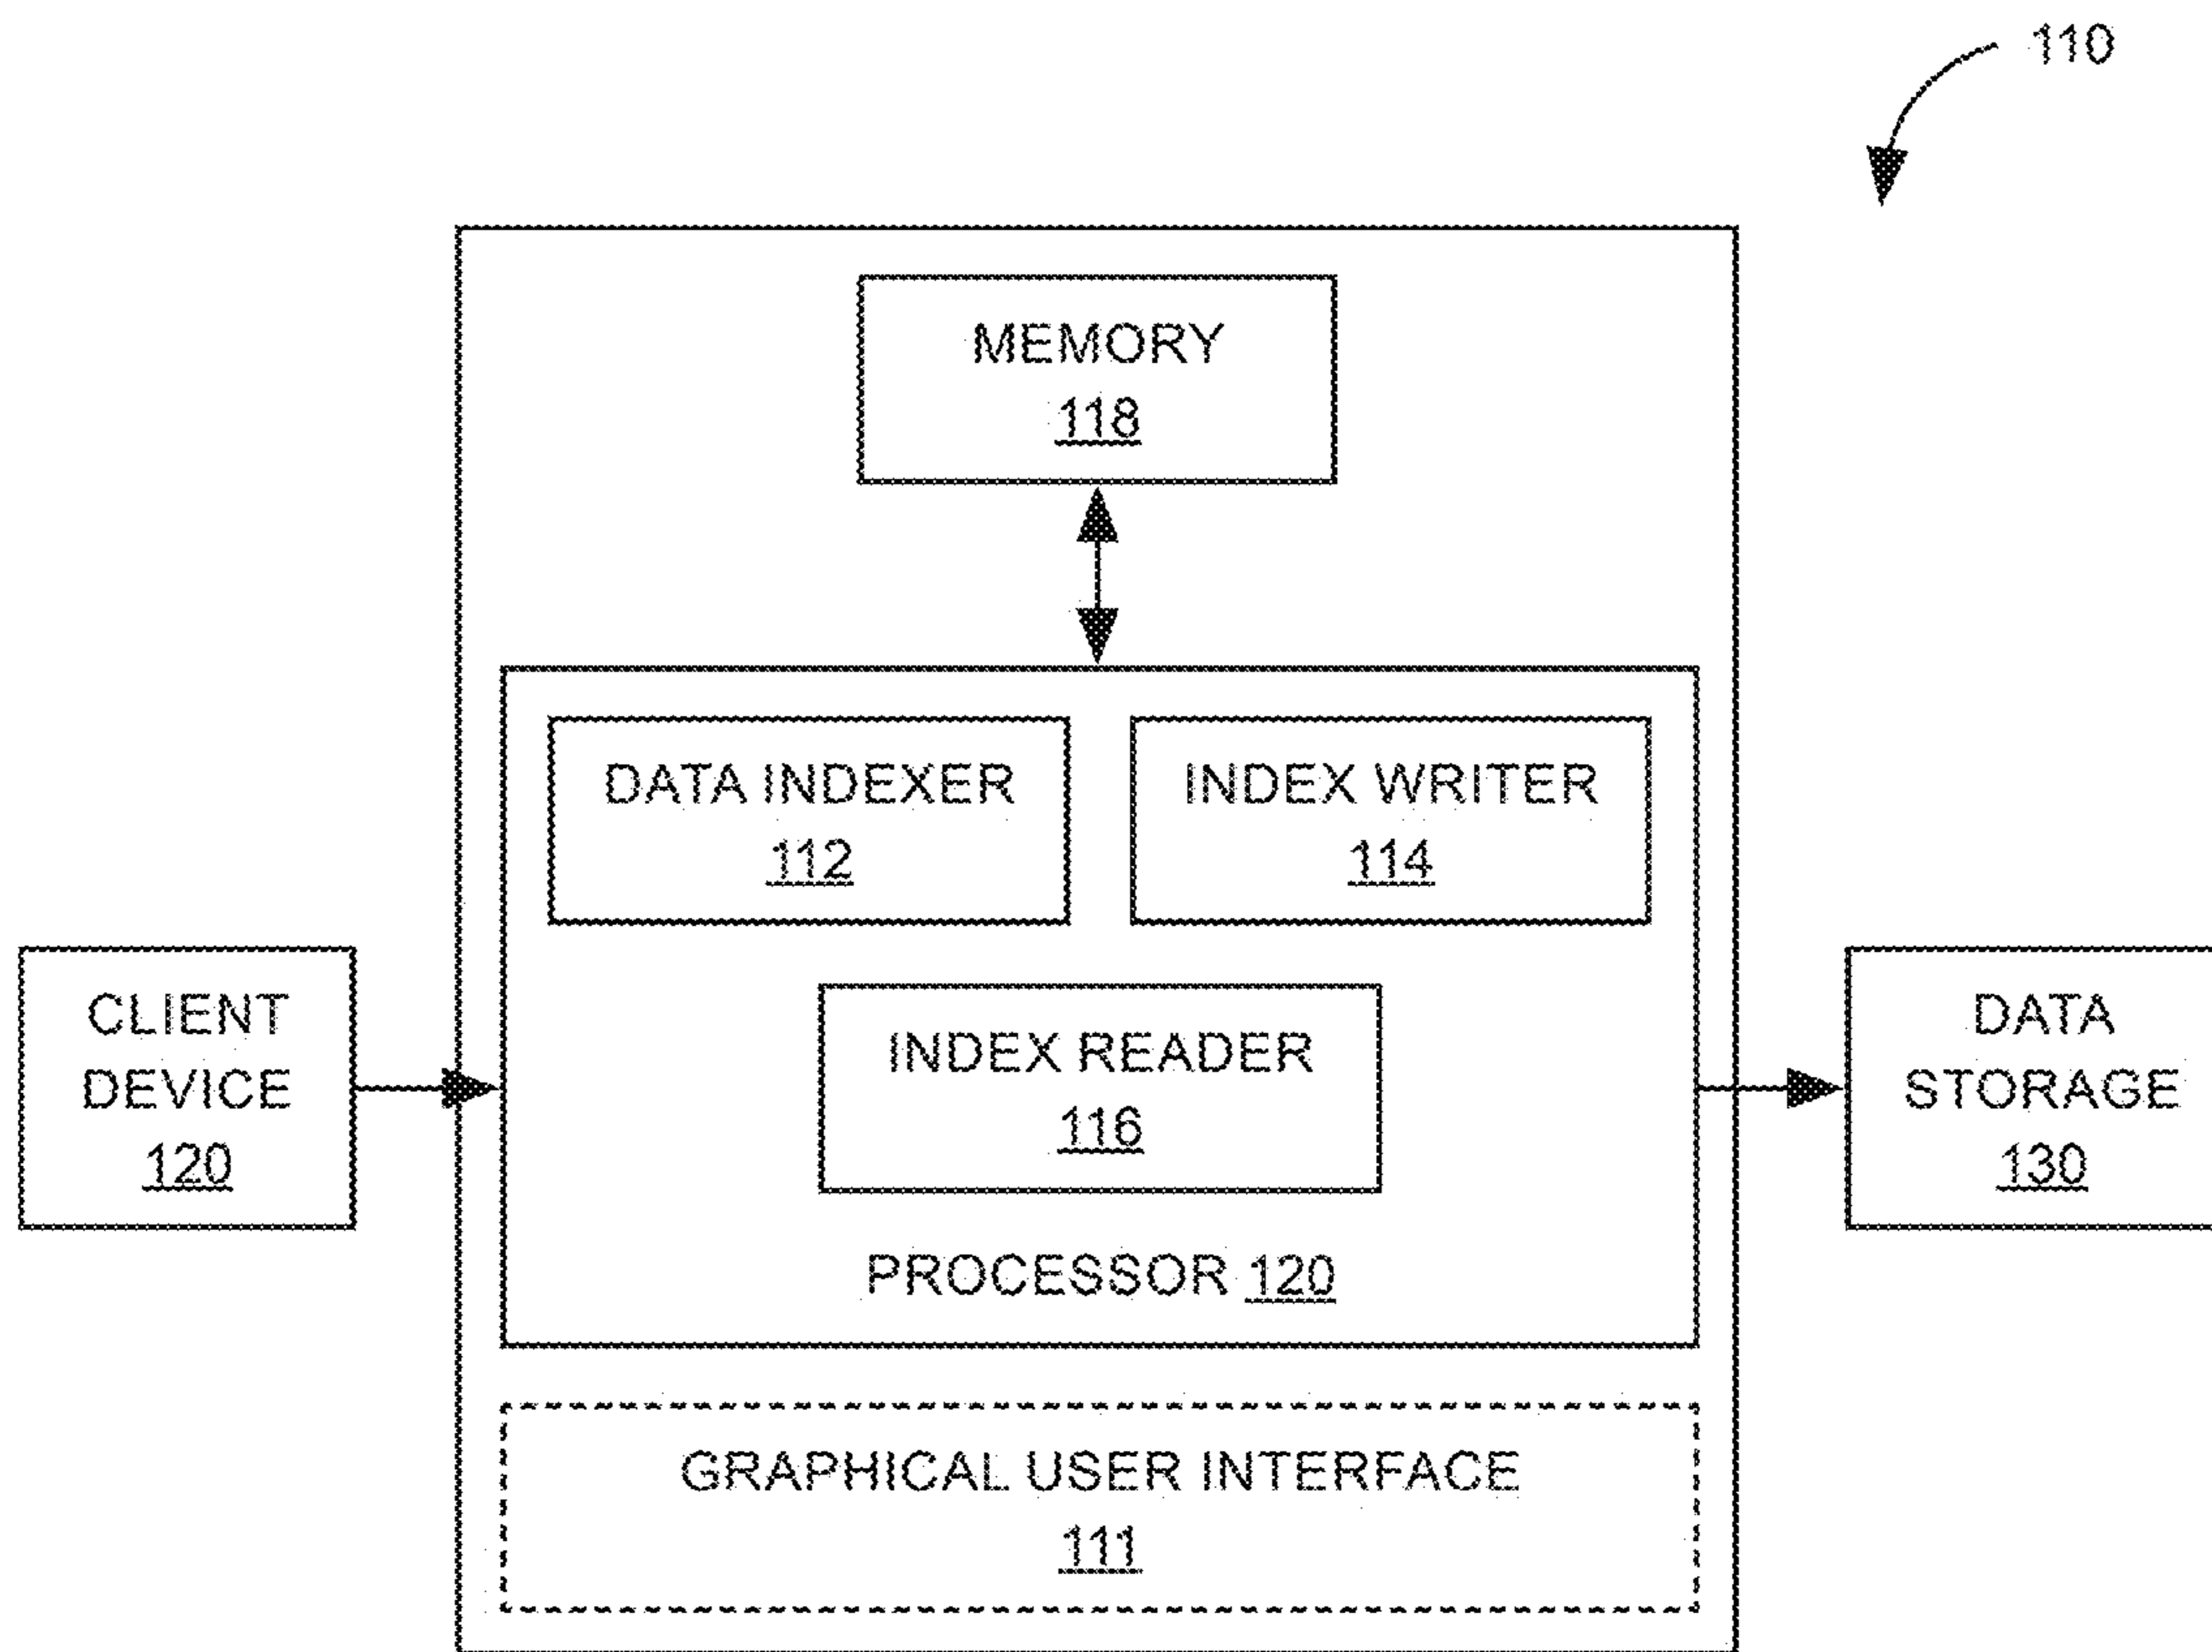 110
MEMORY
118
DATA INDEXER
112
INDEX WRITER
114
CLIENT
DEVICE
120
INDEX READER
116
DATA
STORAGE
130
PROCESSOR 120
GRAPHICAL USER INTERFACE
111